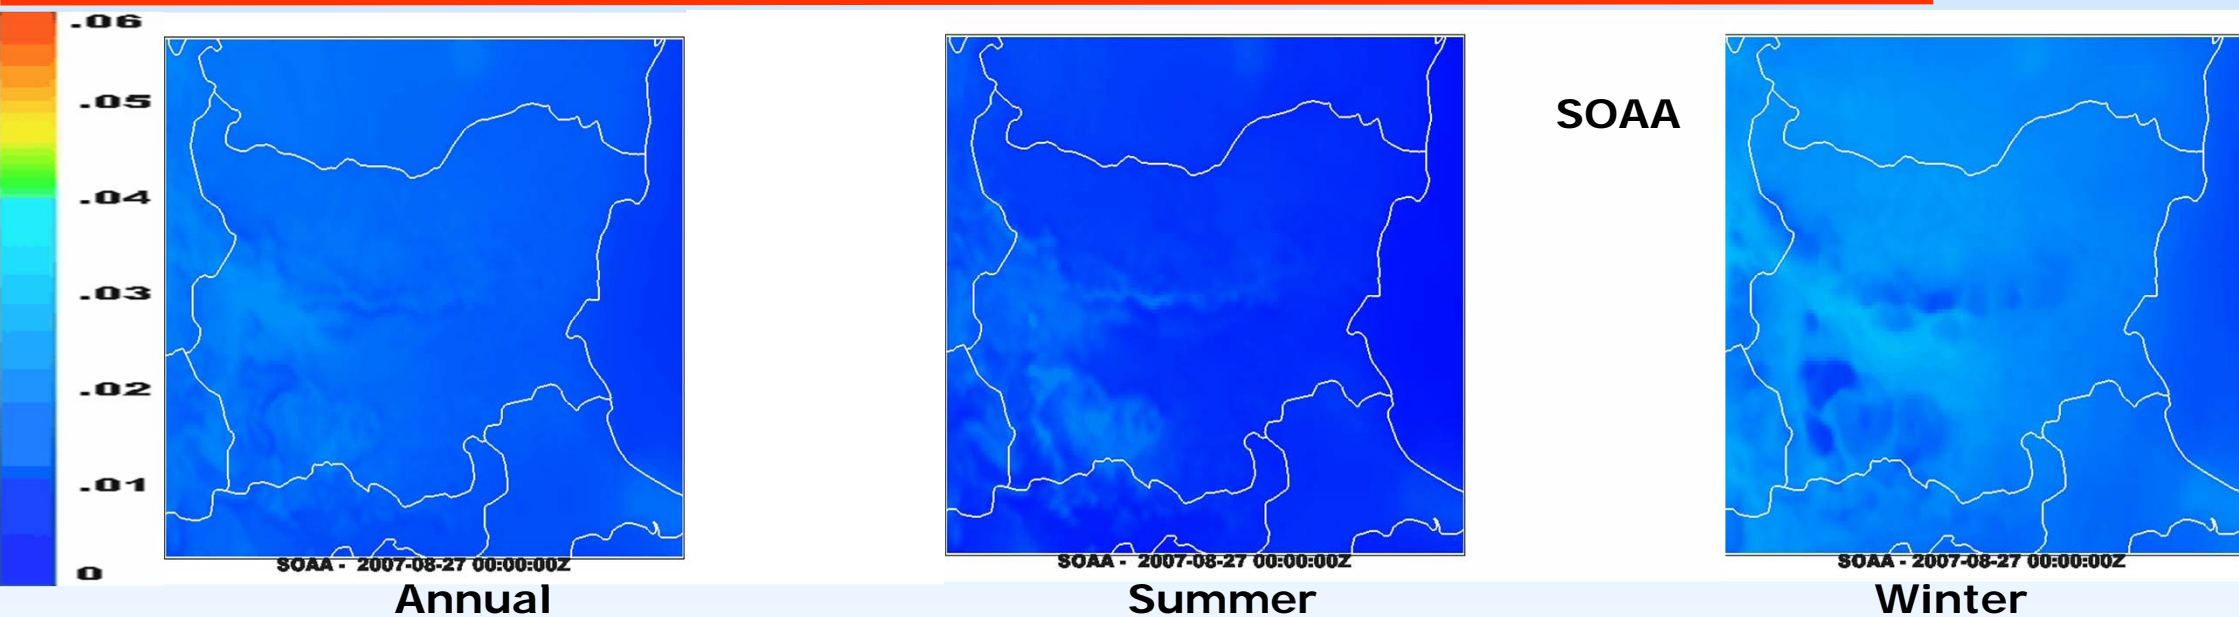 .06
.05
.04
.03
.02
.01
0
SOAA - 2007-08-27 00:00:00Z
Annual
SOAA - 2007-08-27 00:00:00Z
Summer
SOAA
SOAA - 2007-08-27 00:00:00Z
Winter